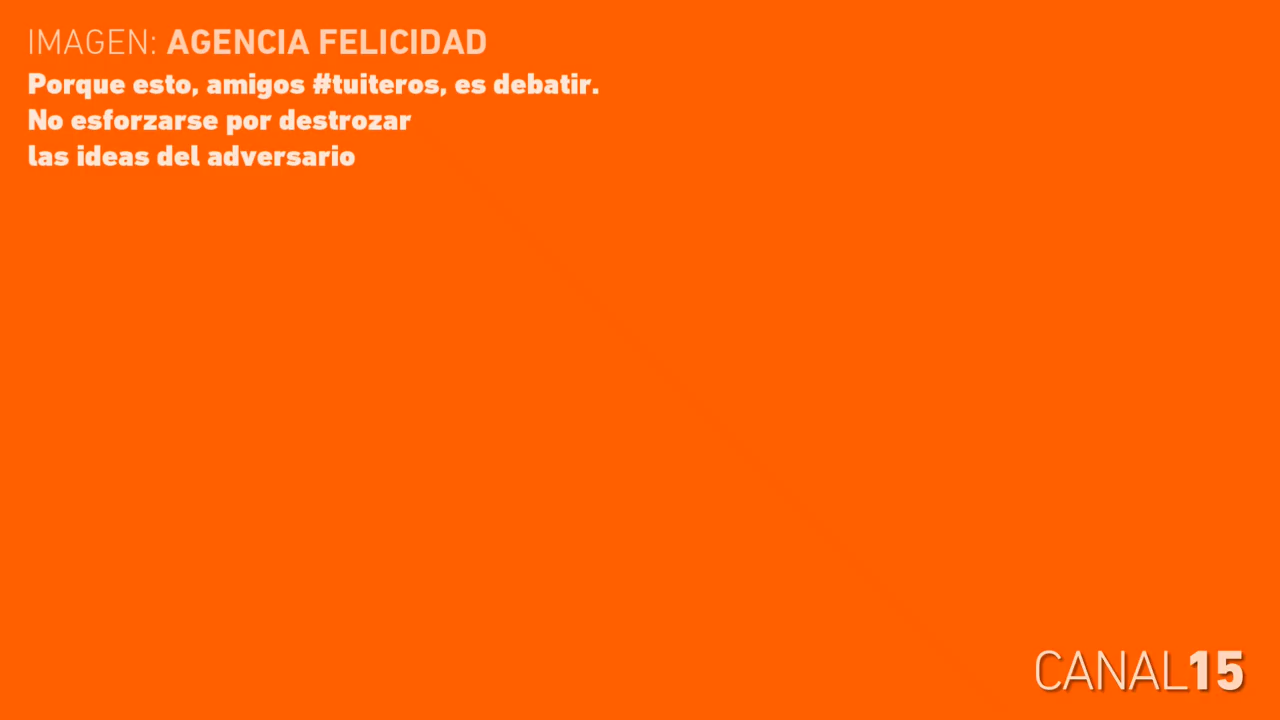 IMAGEN: AGENCIA FELICIDAD
Porque esto, amigos #tuiteros, es debatir.
No esforzarse por destrozar
las ideas del adversario
CANAL15